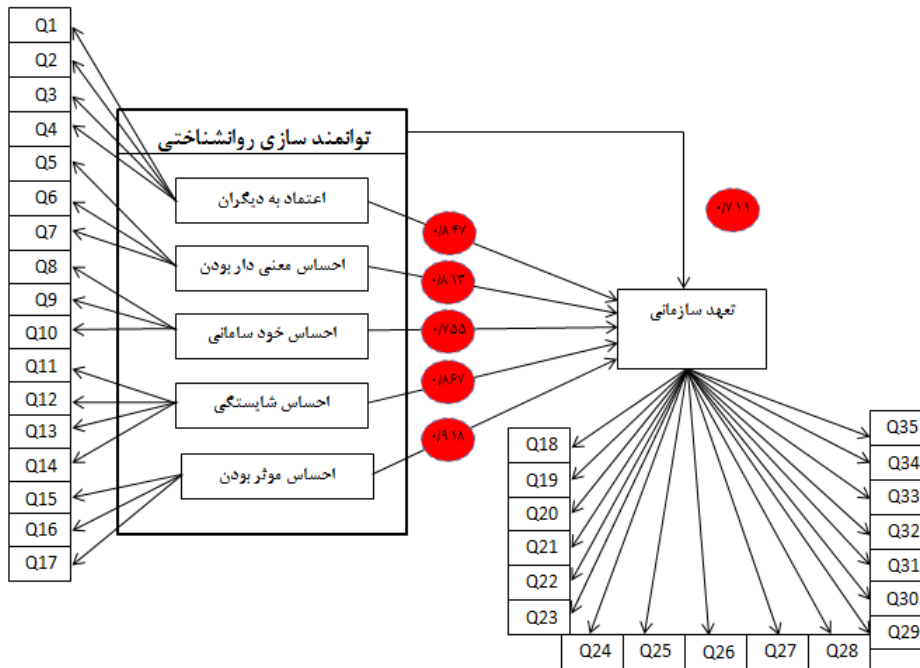 Q1
Q2
Q3
Q4
Q5
Q6
Q7
Q8
Q9
Q10
Q11
Q12
Q13
Q14
Q15
Q16
Q17
توانمند سازی روانشناختی
اعتماد به دیگران
احساس معنی دار بودن
احساس خود سامانی
احساس شایستگی
احساس موثر بودن
۰/۸۴۷
۰/۸۱۳
۰/۷۵۵
۰/۸۶۷
۰/۹۱۸
۰/۷۱۱
تعهد سازمانی
Q18
Q19
Q20
Q21
Q22
Q23
Q24
Q25
Q26
Q27
Q28
Q35
Q34
Q33
Q32
Q31
Q30
Q29